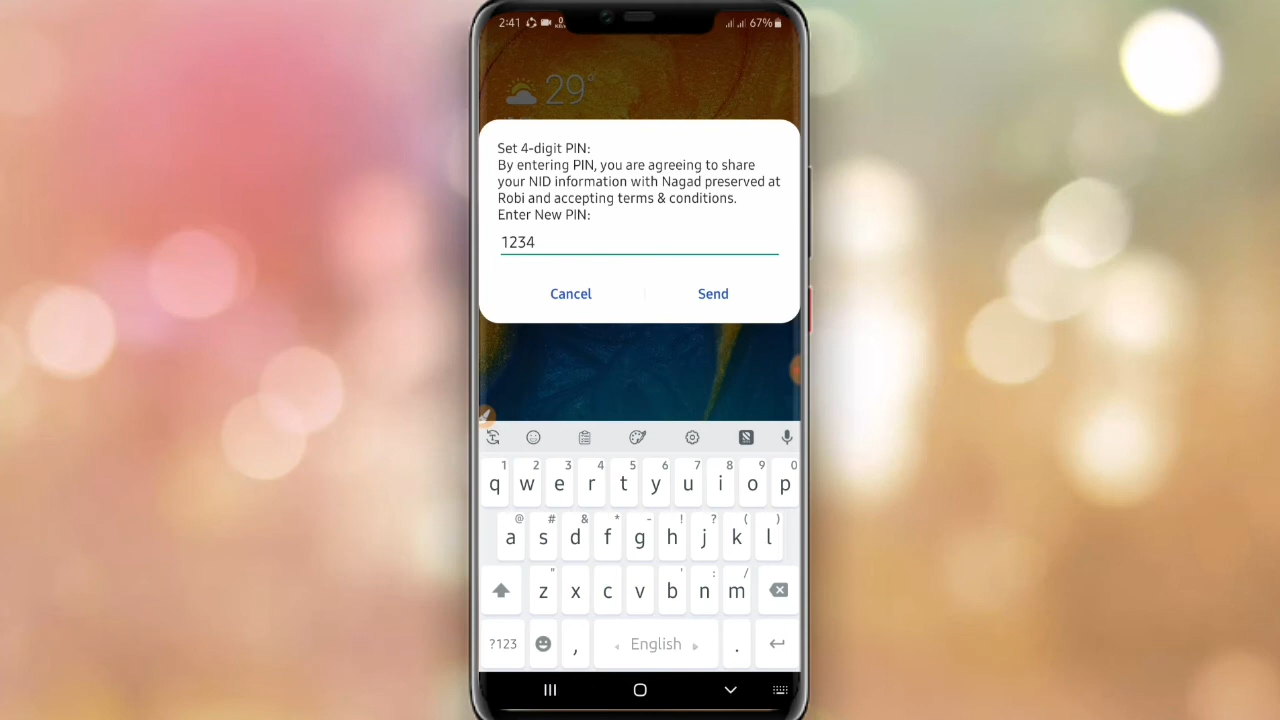 2:41 67%
29°
Set 4-digit PIN:
By entering PIN, you are agreeing to share
your NID information with Nagad preserved at
Robi and accepting terms & conditions.
Enter New PIN:
1234
Cancel Send
1 2 3 4 5 6 7 8 9 0
q w e r t y u i o p
@ # & * - ! ? ( )
a s d f g h j k l
" ' : /
z x c v b n m
?123 , English .